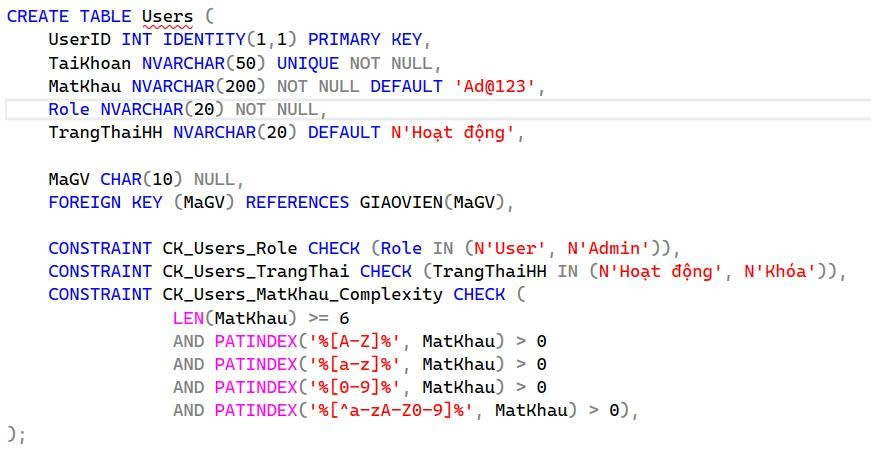 CREATE TABLE Users (
    UserID INT IDENTITY(1,1) PRIMARY KEY,
    TaiKhoan NVARCHAR(50) UNIQUE NOT NULL,
    MatKhau NVARCHAR(200) NOT NULL DEFAULT 'Ad@123',
    Role NVARCHAR(20) NOT NULL,
    TrangThaiHH NVARCHAR(20) DEFAULT N'Hoạt động',

    MaGV CHAR(10) NULL,
    FOREIGN KEY (MaGV) REFERENCES GIAOVIEN(MaGV),

    CONSTRAINT CK_Users_Role CHECK (Role IN (N'User', N'Admin')),
    CONSTRAINT CK_Users_TrangThai CHECK (TrangThaiHH IN (N'Hoạt động', N'Khóa')),
    CONSTRAINT CK_Users_MatKhau_Complexity CHECK (
                LEN(MatKhau) >= 6
                AND PATINDEX('%[A-Z]%', MatKhau) > 0
                AND PATINDEX('%[a-z]%', MatKhau) > 0
                AND PATINDEX('%[0-9]%', MatKhau) > 0
                AND PATINDEX('%[^a-zA-Z0-9]%', MatKhau) > 0),
);